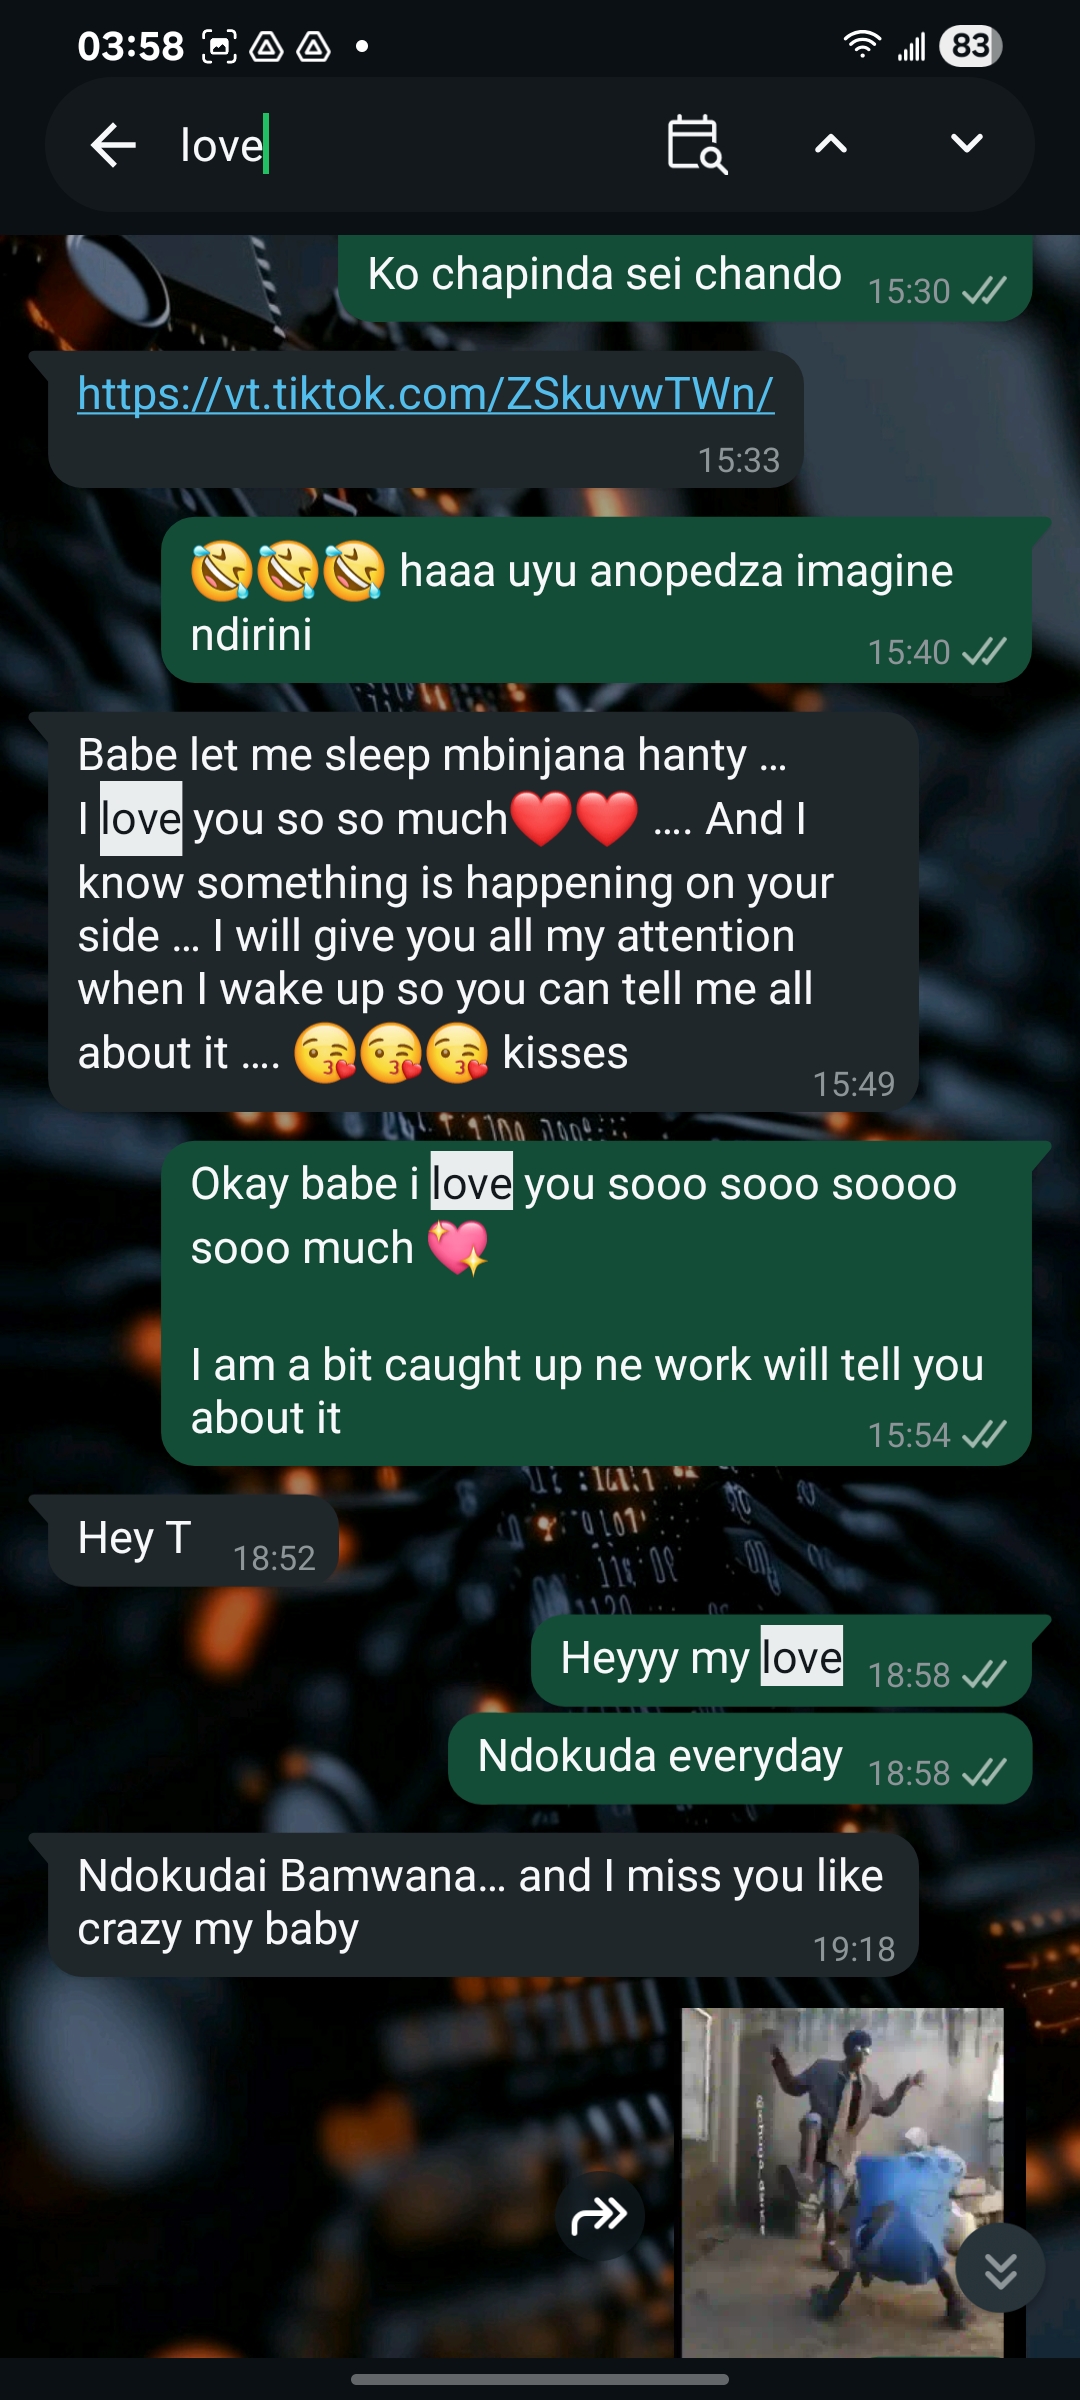 03:58
83
love
Ko chapinda sei chando 15:30
https://vt.tiktok.com/ZSkuvwTWn/
15:33
🤣🤣🤣 haaa uyu anopedza imagine
ndirini
15:40
Babe let me sleep mbinjana hanty ...
I love you so so much❤️❤️ .... And I
know something is happening on your
side ... I will give you all my attention
when I wake up so you can tell me all
about it .... 😘😘😘 kisses
15:49
Okay babe i love you sooo sooo soooo
sooo much 💖
I am a bit caught up ne work will tell you
about it
15:54
Hey T 18:52
Heyyy my love 18:58
Ndokuda everyday 18:58
Ndokudai Bamwana... and I miss you like
crazy my baby
19:18